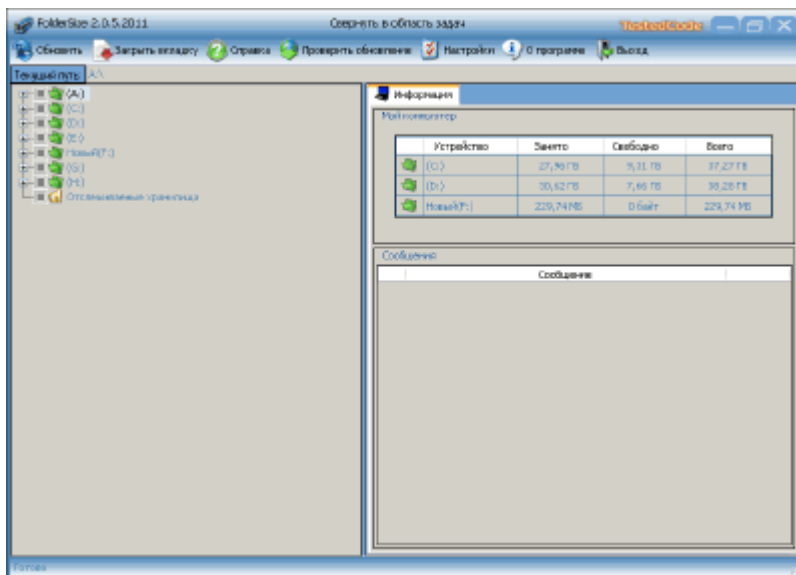 FolderSize 2.0.5.2011 Свернуть в область задач TestedCode
Обновить Закрыть вкладку Справка Проверить обновление Настройки О программе Выход
Текущий путь A:\
(A:)
(C:)
(D:)
(E:)
Новый(F:)
(G:)
(H:)
Отслеживаемые хранилища
Информация
Мой компьютер
Устройство Занято Свободно Всего
(C:) 27,96 ГБ 9,31 ГБ 37,27 ГБ
(D:) 30,62 ГБ 7,66 ГБ 38,28 ГБ
Новый(F:) 229,74 МБ 0 байт 229,74 МБ
Сообщения
Сообщение
Готово